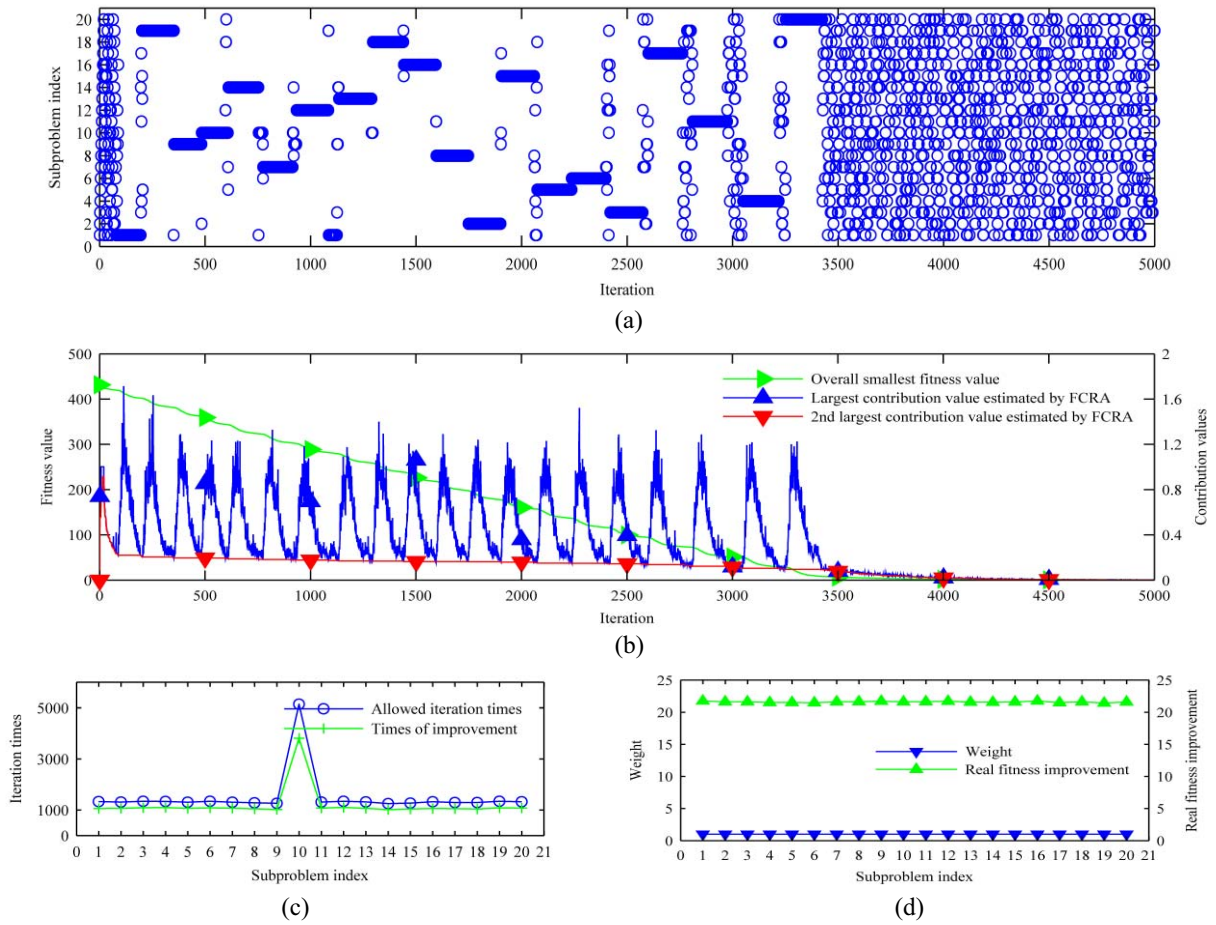 20
18
16
14
12
10
8
6
4
2
0
Subproblem index
0 500 1000 1500 2000 2500 3000 3500 4000 4500 5000
Iteration
(a)
500
400
300
200
100
0
Fitness value
2
1.6
1.2
0.8
0.4
0
Contribution values
Overall smallest fitness value
Largest contribution value estimated by FCRA
2nd largest contribution value estimated by FCRA
0 500 1000 1500 2000 2500 3000 3500 4000 4500 5000
Iteration
(b)
5000
3000
1000
0
Iteration times
Allowed iteration times
Times of improvement
0 1 2 3 4 5 6 7 8 9 10 11 12 13 14 15 16 17 18 19 20 21
Subproblem index
(c)
25
20
15
10
5
0
Weight
25
20
15
10
5
0
Real fitness improvement
Weight
Real fitness improvement
0 1 2 3 4 5 6 7 8 9 10 11 12 13 14 15 16 17 18 19 20 21
Subproblem index
(d)